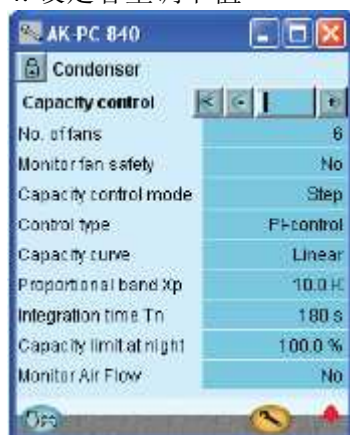 AK-PC 840
Condenser
Capacity control
No. of fans 6
Monitor fan safety No
Capacity control mode Step
Control type PI-control
Capacity curve Linear
Proportional band Xp 10.0 K
Integration time Tn 180 s
Capacity limit at night 100.0 %
Monitor Air Flow No